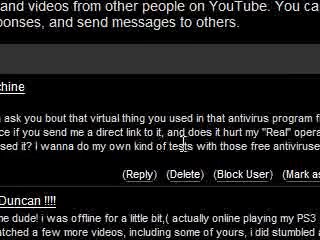 and videos from other people on YouTube. You ca
ponses, and send messages to others.
chine
ask you bout that virtual thing you used in that antivirus program f
ce if you send me a direct link to it, and does it hurt my "Real" opera
sed it? I wanna do my own kind of tests with those free antiviruse
(Reply) (Delete) (Block User) (Mark as
Duncan !!!!
me dude! i was offline for a little bit,( actually online playing my PS3
atched a few more videos, including some of yours, i did stumbled a